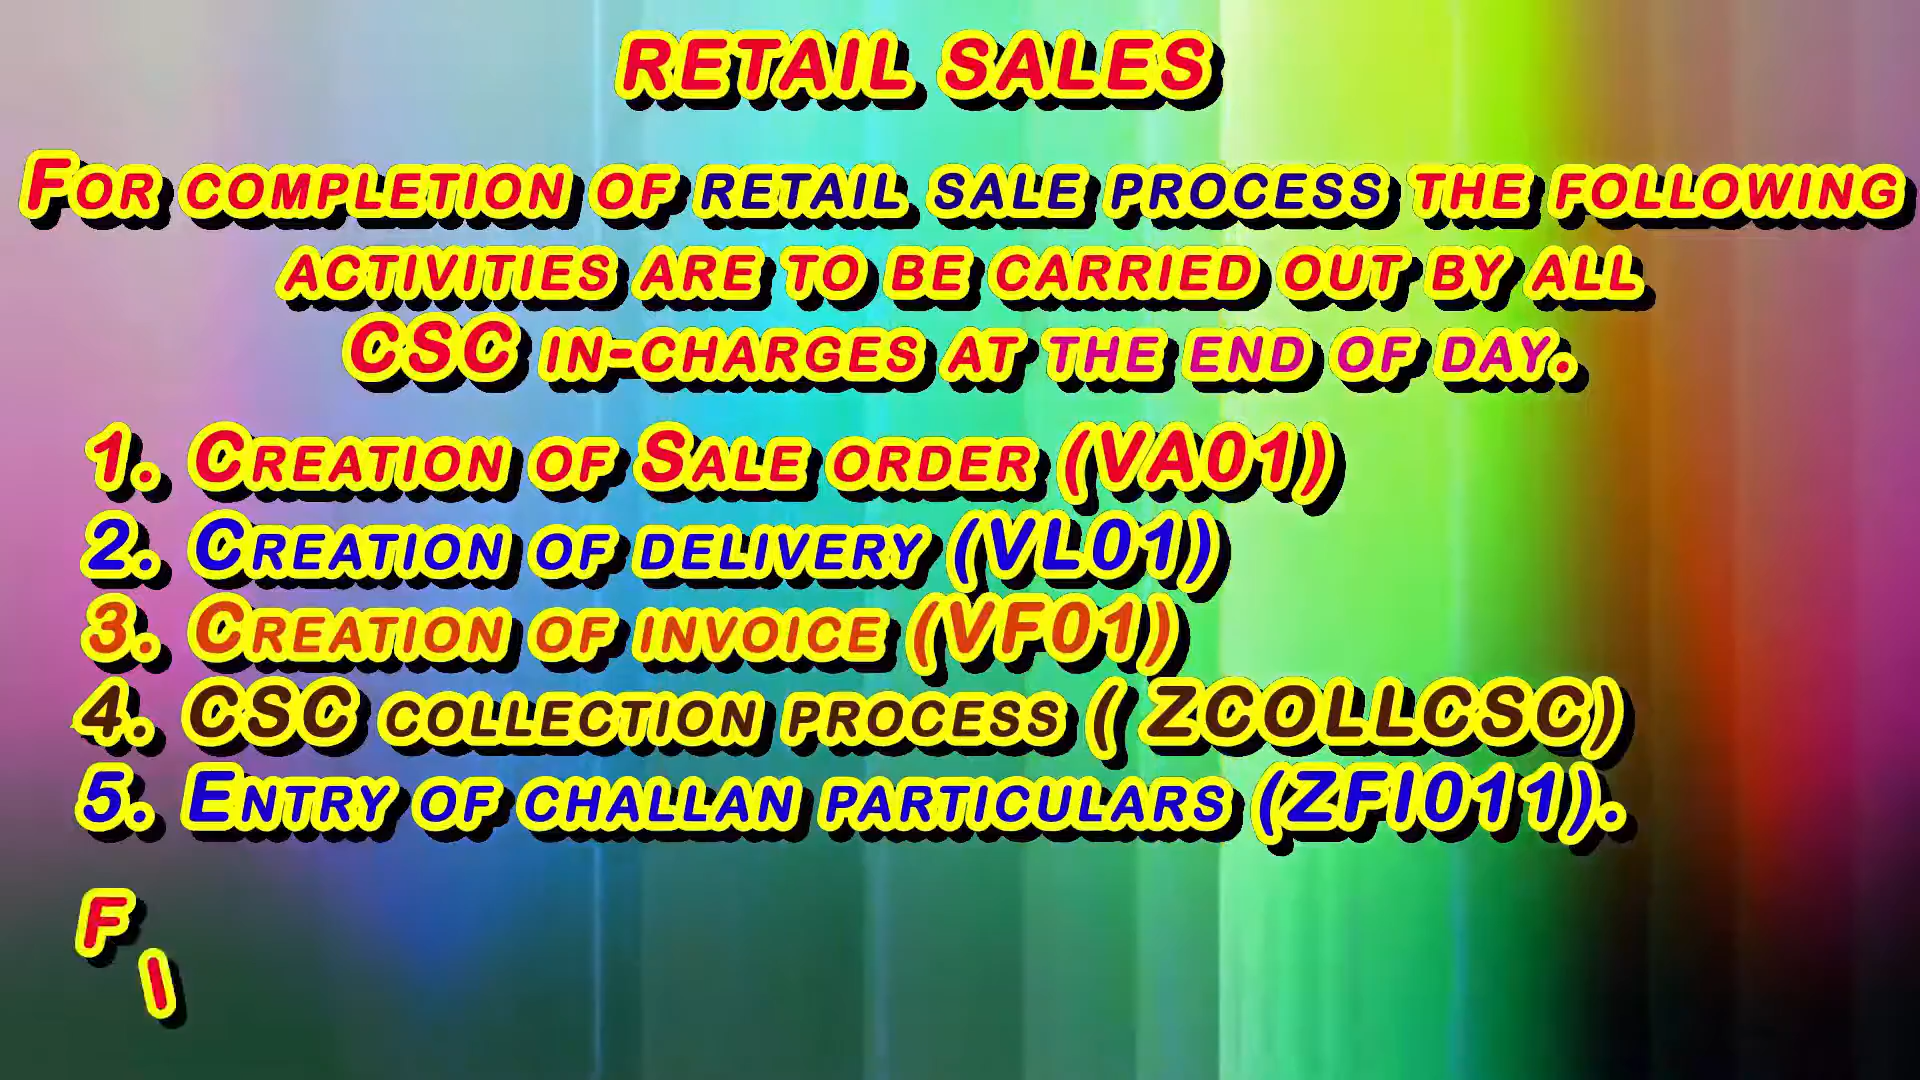 RETAIL SALES
FOR COMPLETION OF RETAIL SALE PROCESS THE FOLLOWING
ACTIVITIES ARE TO BE CARRIED OUT BY ALL
CSC IN-CHARGES AT THE END OF DAY.
1. CREATION OF SALE ORDER (VA01)
2. CREATION OF DELIVERY (VL01)
3. CREATION OF INVOICE (VF01)
4. CSC COLLECTION PROCESS ( ZCOLLCSC)
5. ENTRY OF CHALLAN PARTICULARS (ZFI011).
F
I